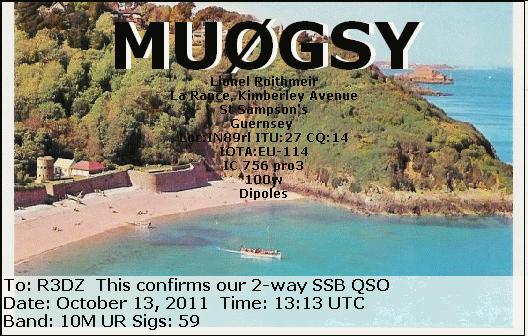 MUØGSY
Lionel Roithmeir
La Rance, Kimberley Avenue
St Sampson's
Guernsey
Loc:IN89rl ITU:27 CQ:14
IOTA:EU-114
IC 756 pro3
100w
Dipoles
To: R3DZ This confirms our 2-way SSB QSO
Date: October 13, 2011 Time: 13:13 UTC
Band: 10M UR Sigs: 59